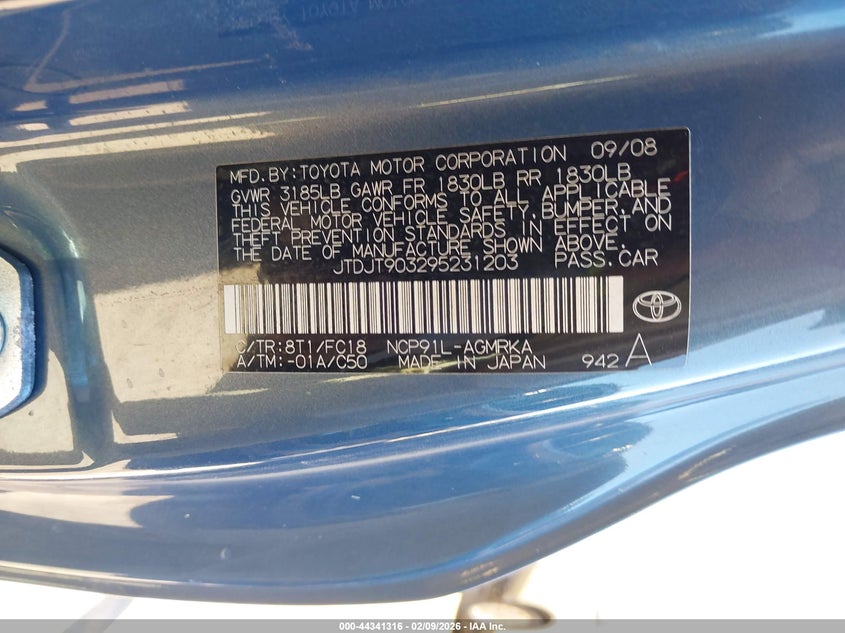 MFD.BY:TOYOTA MOTOR CORPORATION 09/08
GVWR 3185LB GAWR FR 1830LB RR 1830LB
THIS VEHICLE CONFORMS TO ALL APPLICABLE
FEDERAL MOTOR VEHICLE SAFETY,BUMPER,AND
THEFT PREVENTION STANDARDS IN EFFECT ON
THE DATE OF MANUFACTURE SHOWN ABOVE.
JTDJT903295231203 PASS.CAR
C/TR:8T1/FC18 NCP91L-AGMRKA
A/TM:-01A/C50 MADE IN JAPAN 942 A
000-44341316 | 02/09/2026 - IAA Inc.